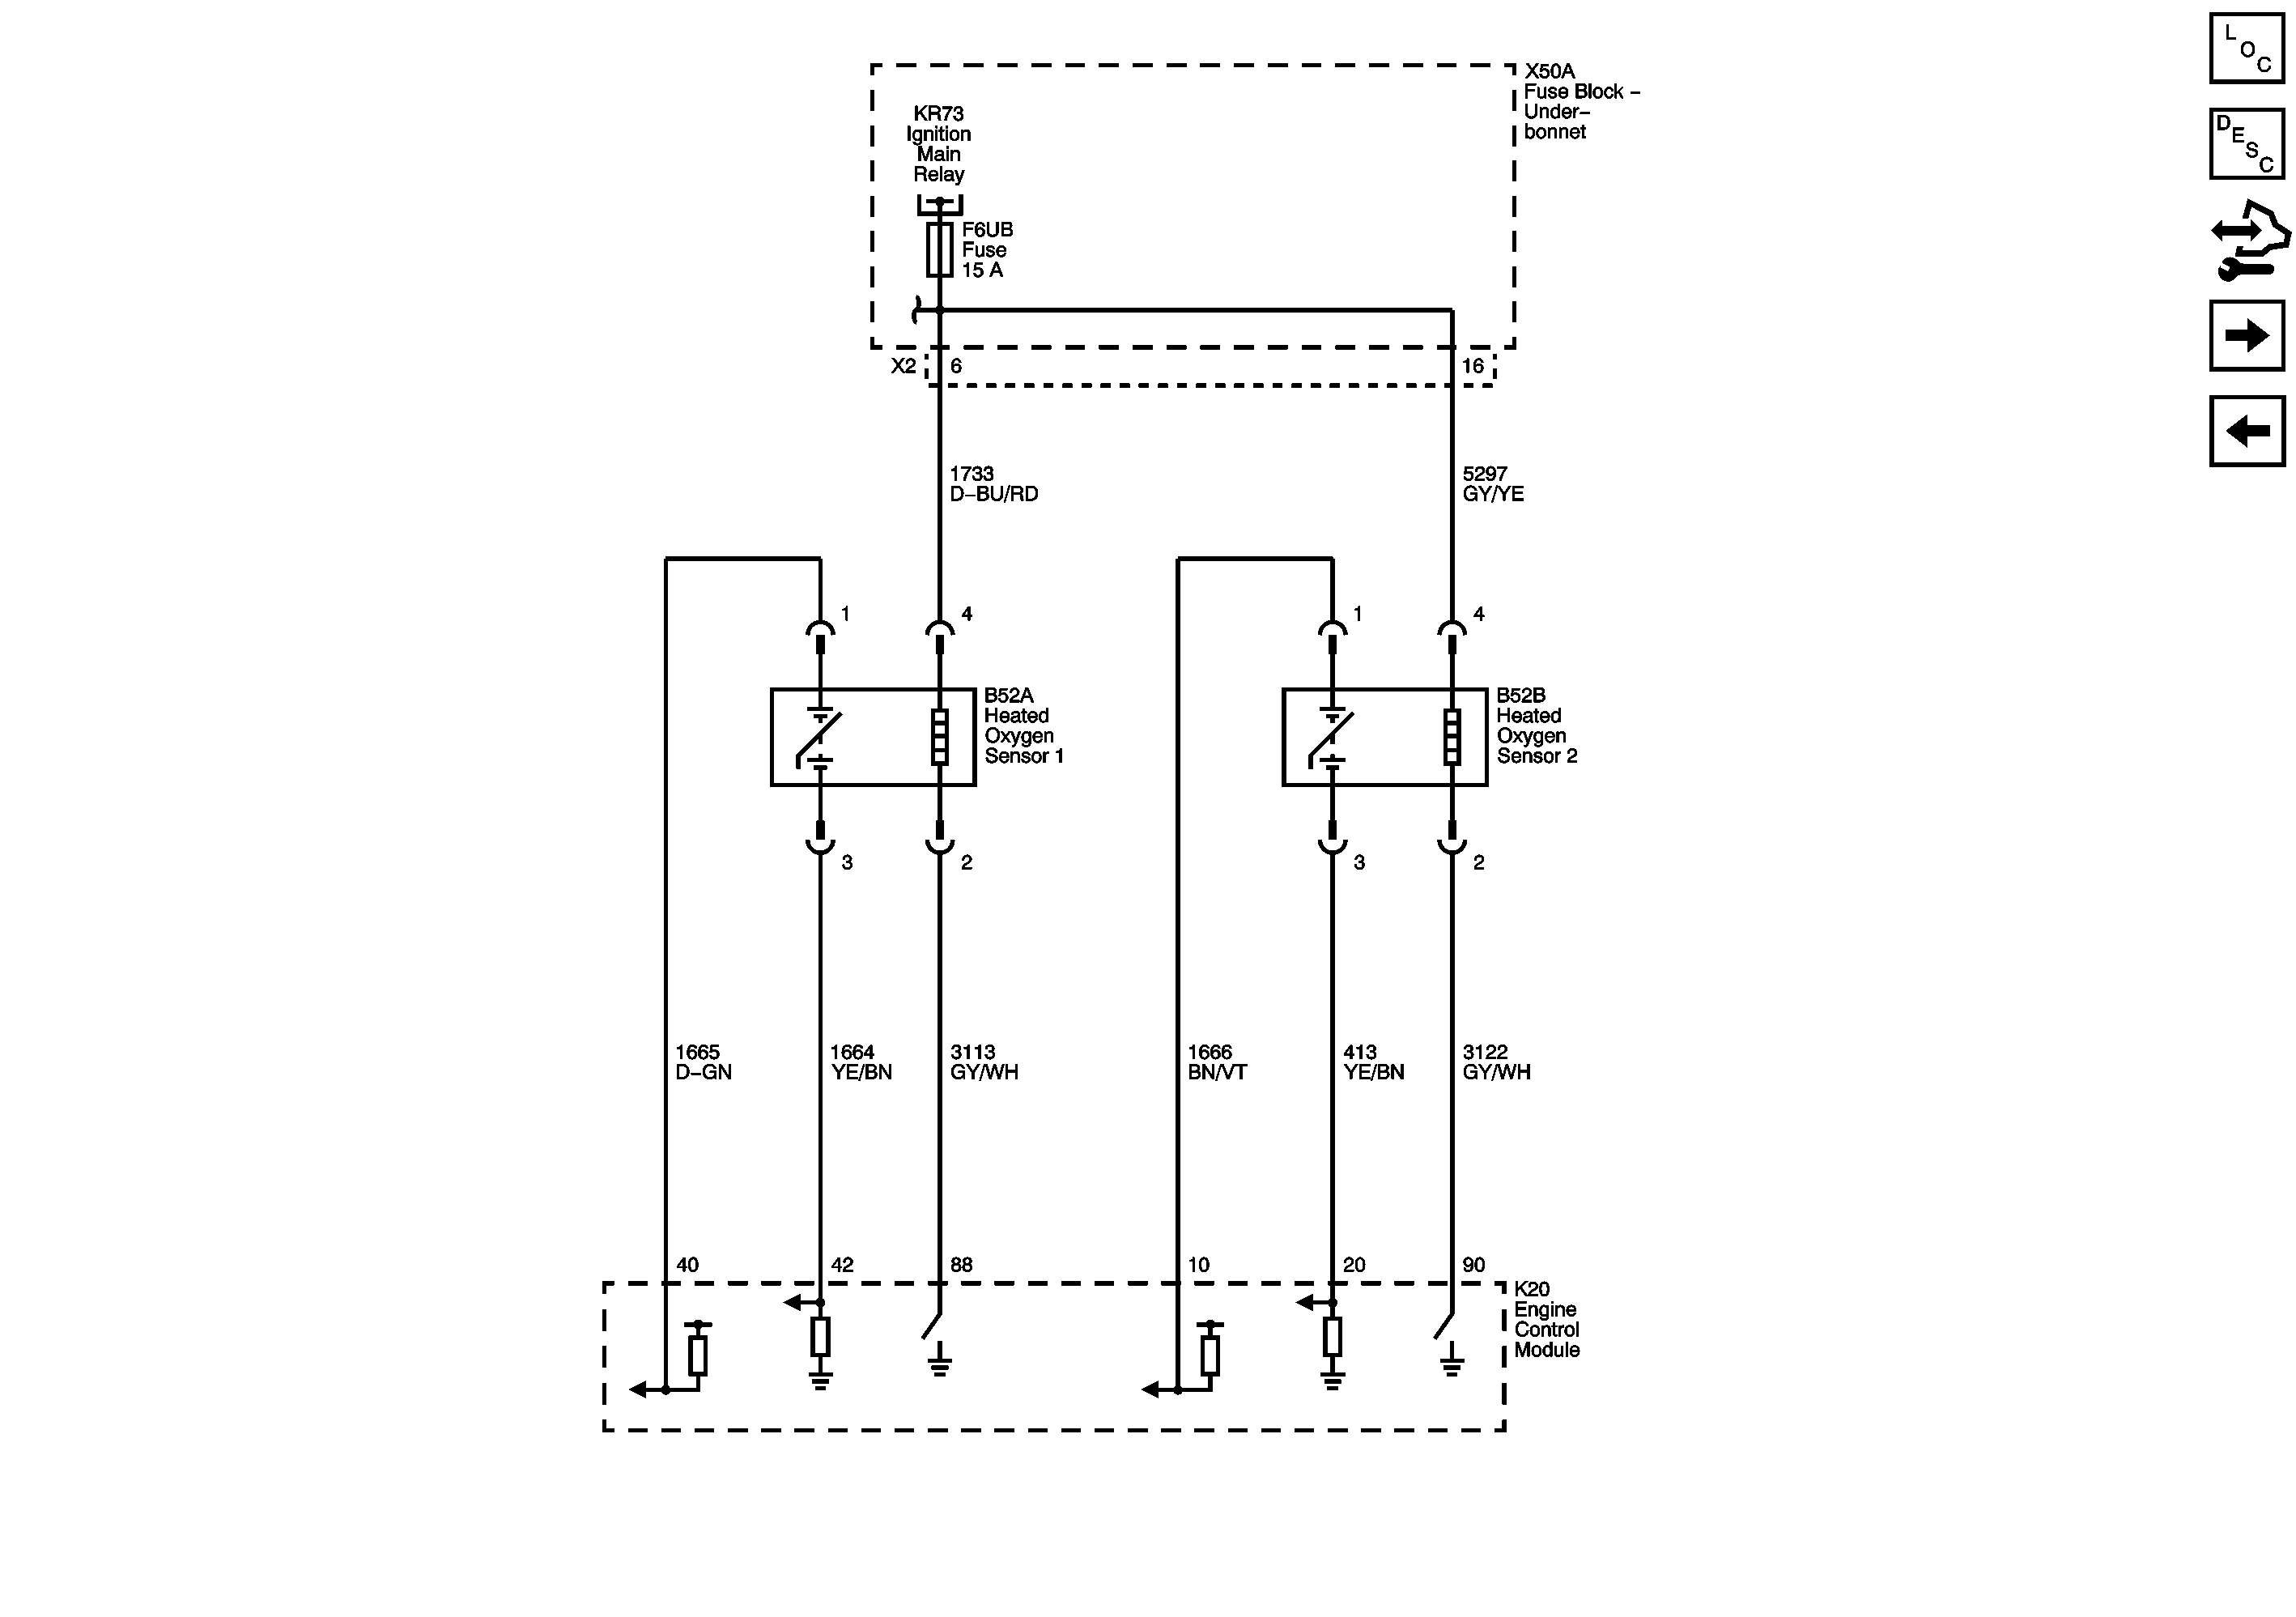 L
O
C
D
E
S
C
X50A
Fuse Block –
Under–
bonnet
KR73
Ignition
Main
Relay
F6UB
Fuse
15 A
X2
6
16
1733
D–BU/RD
5297
GY/YE
1
4
1
4
B52A
Heated
Oxygen
Sensor 1
B52B
Heated
Oxygen
Sensor 2
3
2
3
2
1665
D–GN
1664
YE/BN
3113
GY/WH
1666
BN/VT
413
YE/BN
3122
GY/WH
40
42
88
10
20
90
K20
Engine
Control
Module